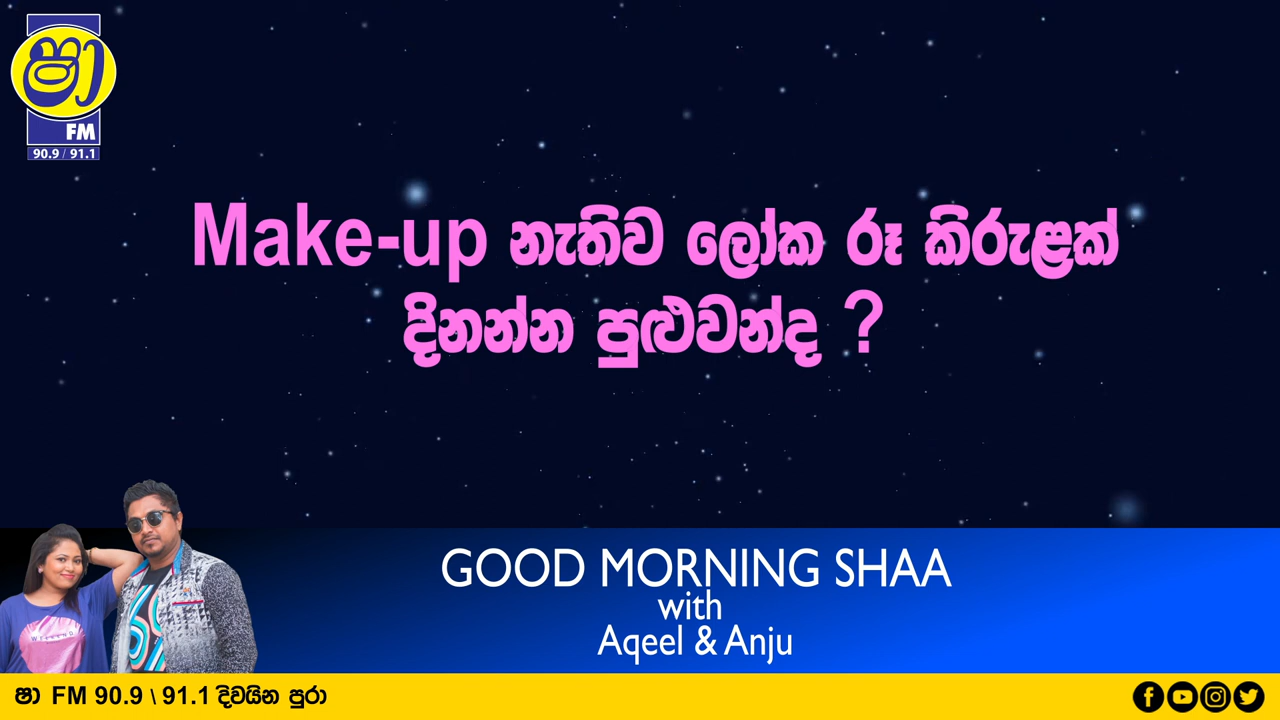 ෂා
FM
90.9 / 91.1
Make-up නැතිව ලෝක රූ කිරුළක්
දිනන්න පුළුවන්ද ?
GOOD MORNING SHAA
with
Aqeel & Anju
WEEKEND
ෂා FM 90.9 \ 91.1 දිවයින පුරා